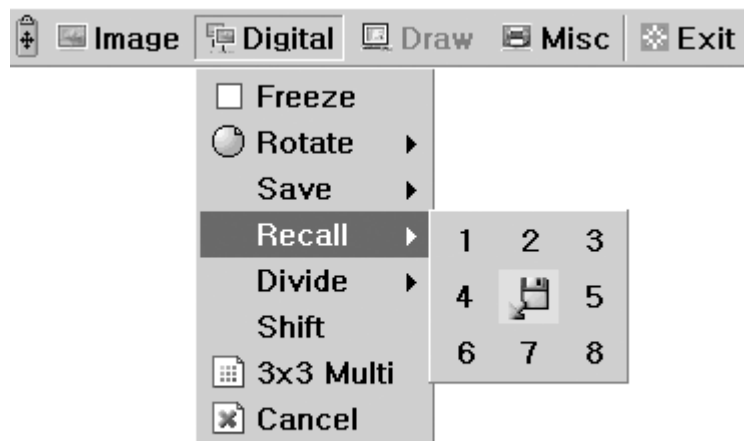 Image Digital Draw Misc Exit
Freeze
Rotate
Save
Recall
1 2 3
Divide
4 5
Shift
6 7 8
3x3 Multi
Cancel